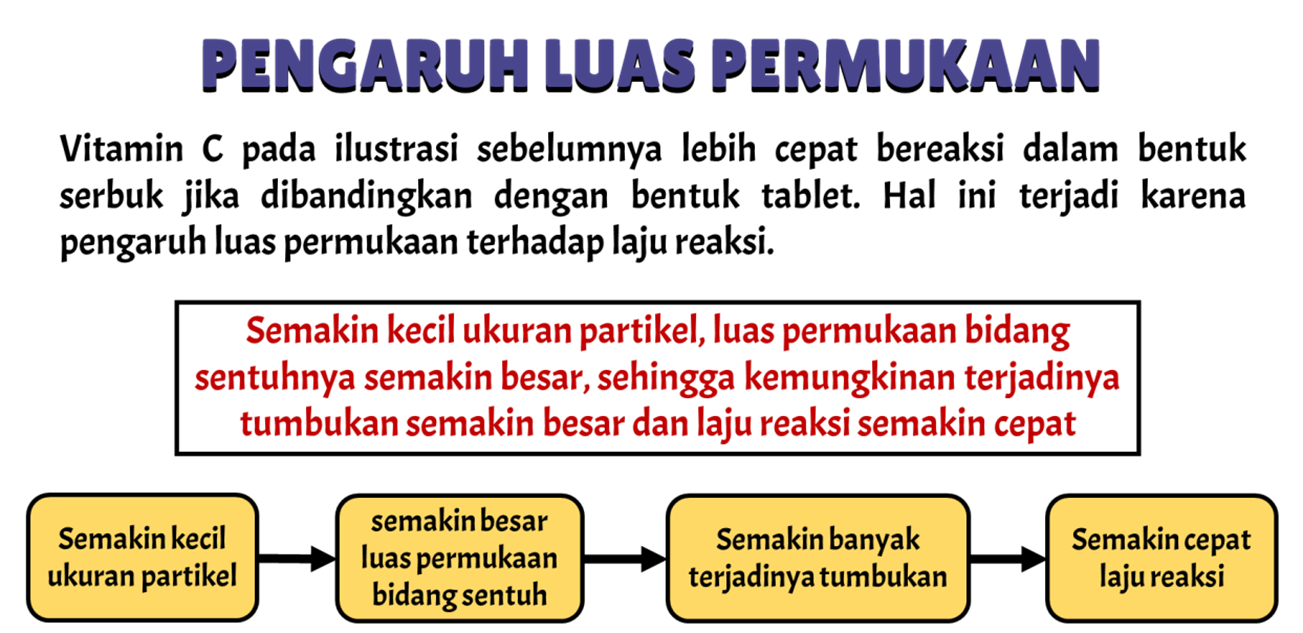 PENGARUH LUAS PERMUKAAN
Vitamin C pada ilustrasi sebelumnya lebih cepat bereaksi dalam bentuk
serbuk jika dibandingkan dengan bentuk tablet. Hal ini terjadi karena
pengaruh luas permukaan terhadap laju reaksi.
Semakin kecil ukuran partikel, luas permukaan bidang
sentuhnya semakin besar, sehingga kemungkinan terjadinya
tumbukan semakin besar dan laju reaksi semakin cepat
Semakin kecil
ukuran partikel
semakin besar
luas permukaan
bidang sentuh
Semakin banyak
terjadinya tumbukan
Semakin cepat
laju reaksi